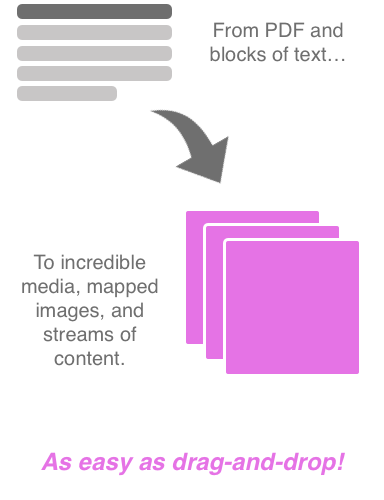 From PDF and
blocks of text…
To incredible
media, mapped
images, and
streams of
content.
As easy as drag-and-drop!